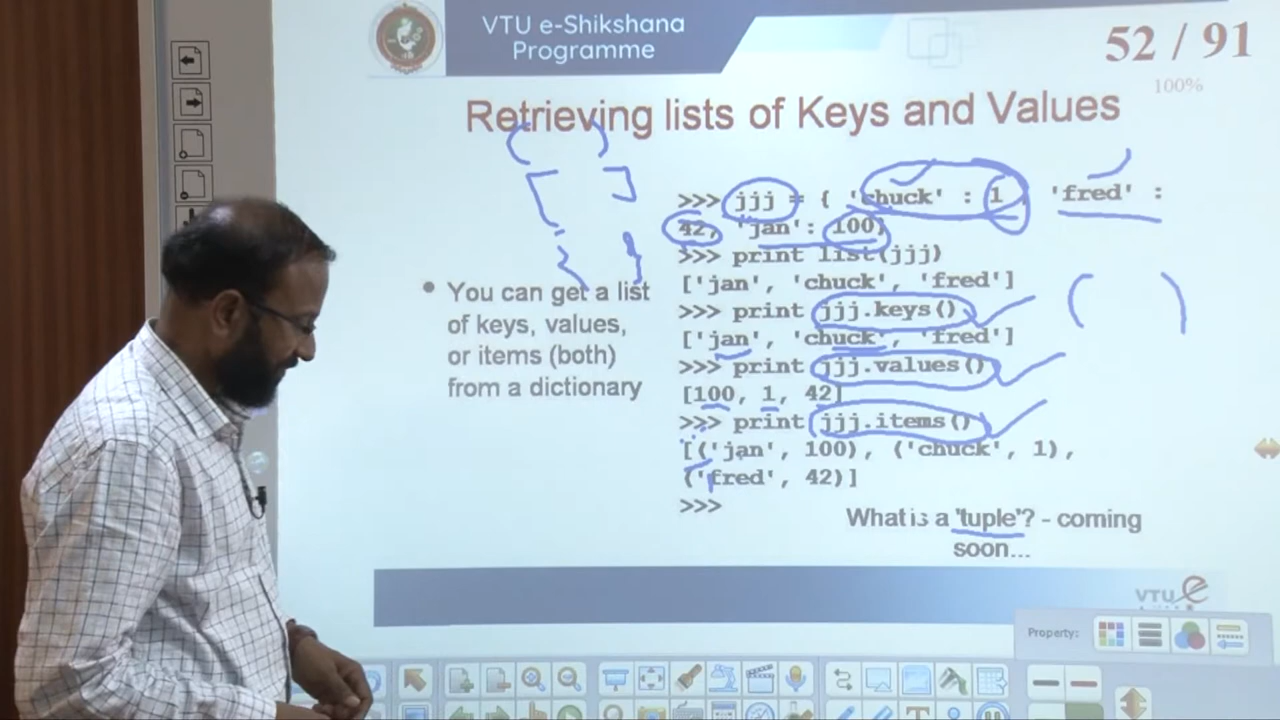 VTU e-Shikshana
Programme
52 / 91
100%
Retrieving lists of Keys and Values
• You can get a list
of keys, values,
or items (both)
from a dictionary
>>> jjj = { 'chuck' : 1 'fred' :
42, 'jan': 100}
>>> print list(jjj)
['jan', 'chuck', 'fred']
>>> print jjj.keys()
['jan', 'chuck', 'fred']
>>> print jjj.values()
[100, 1, 42]
>>> print jjj.items()
[('jan', 100), ('chuck', 1),
('fred', 42)]
>>>
What is a 'tuple'? - coming
soon...
VTU e
Property: